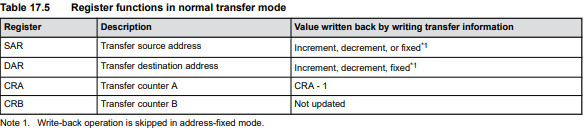 Table 17.5 Register functions in normal transfer mode
Register Description Value written back by writing transfer information
SAR Transfer source address Increment, decrement, or fixed*1
DAR Transfer destination address Increment, decrement, fixed*1
CRA Transfer counter A CRA - 1
CRB Transfer counter B Not updated
Note 1. Write-back operation is skipped in address-fixed mode.